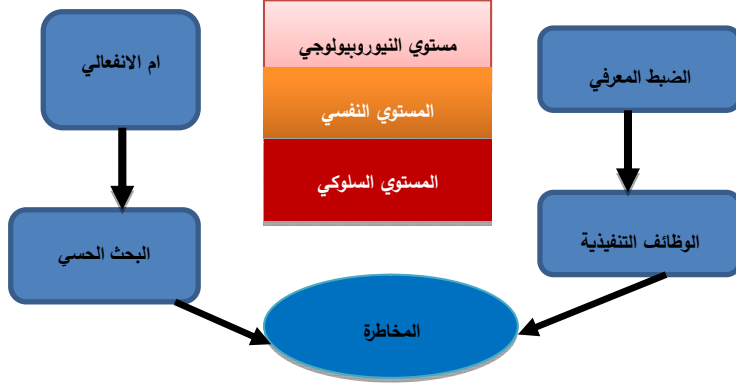 مستوي النيوروبيولوجي
ام الانفعالي
الضبط المعرفي
المستوي النفسي
المستوي السلوكي
الوظائف التنفيذية
البحث الحسي
المخاطرة